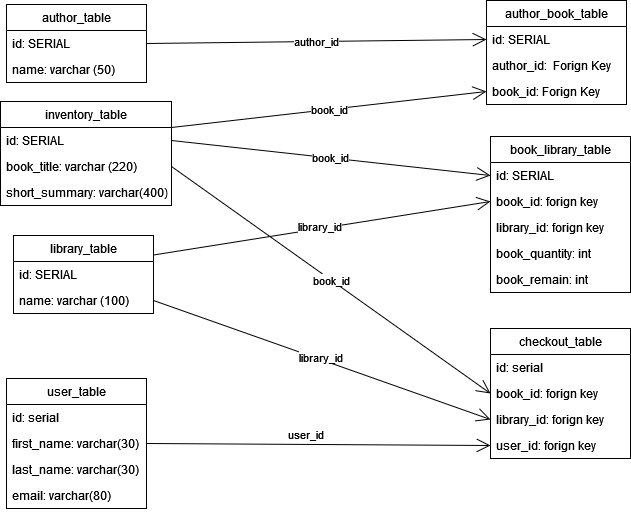 author_table
id: SERIAL
name: varchar (50)
author_id
author_book_table
id: SERIAL
author_id:  Forign Key
book_id: Forign Key
inventory_table
id: SERIAL
book_title: varchar (220)
short_summary: varchar(400)
book_id
book_id
book_library_table
id: SERIAL
book_id: forign key
library_id: forign key
book_quantity: int
book_remain: int
library_table
id: SERIAL
name: varchar (100)
library_id
book_id
library_id
checkout_table
id: serial
book_id: forign key
library_id: forign key
user_id: forign key
user_table
id: serial
first_name: varchar(30)
last_name: varchar(30)
email: varchar(80)
user_id